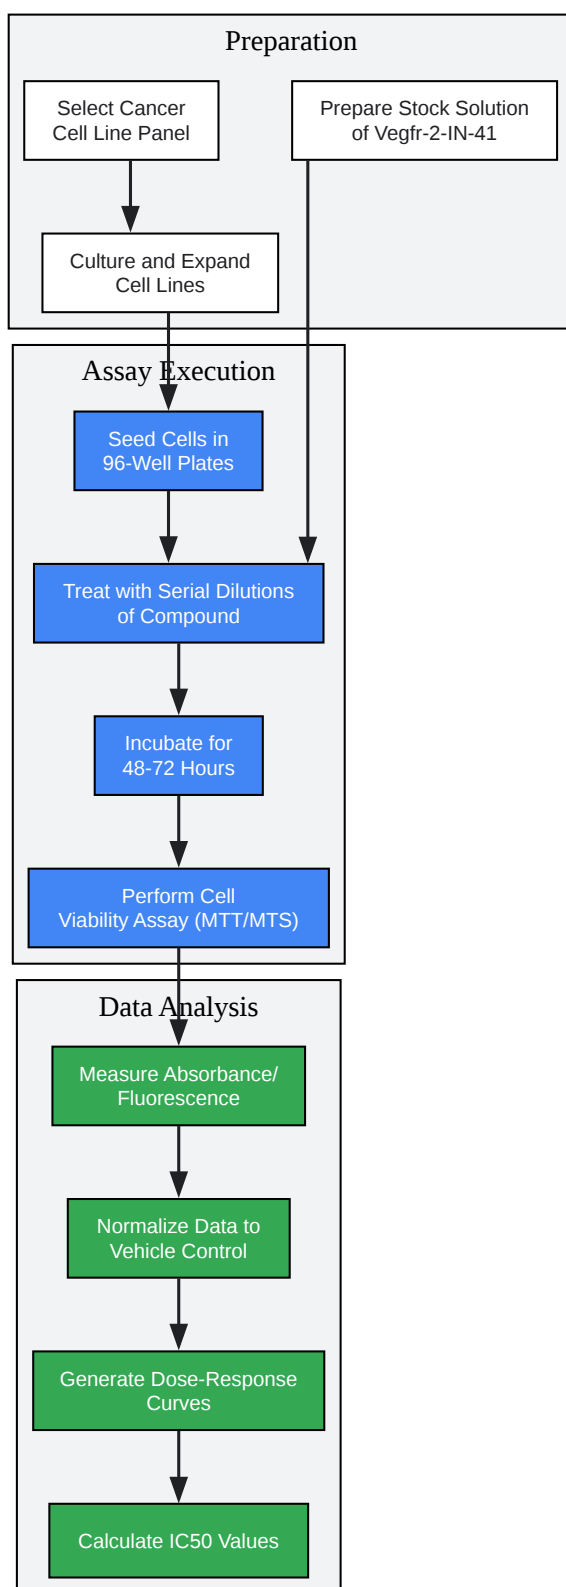 Preparation
Select Cancer
Cell Line Panel
Prepare Stock Solution
of Vegfr-2-IN-41
Culture and Expand
Cell Lines
Assay Execution
Seed Cells in
96-Well Plates
Treat with Serial Dilutions
of Compound
Incubate for
48-72 Hours
Perform Cell
Viability Assay (MTT/MTS)
Data Analysis
Measure Absorbance/
Fluorescence
Normalize Data to
Vehicle Control
Generate Dose-Response
Curves
Calculate IC50 Values